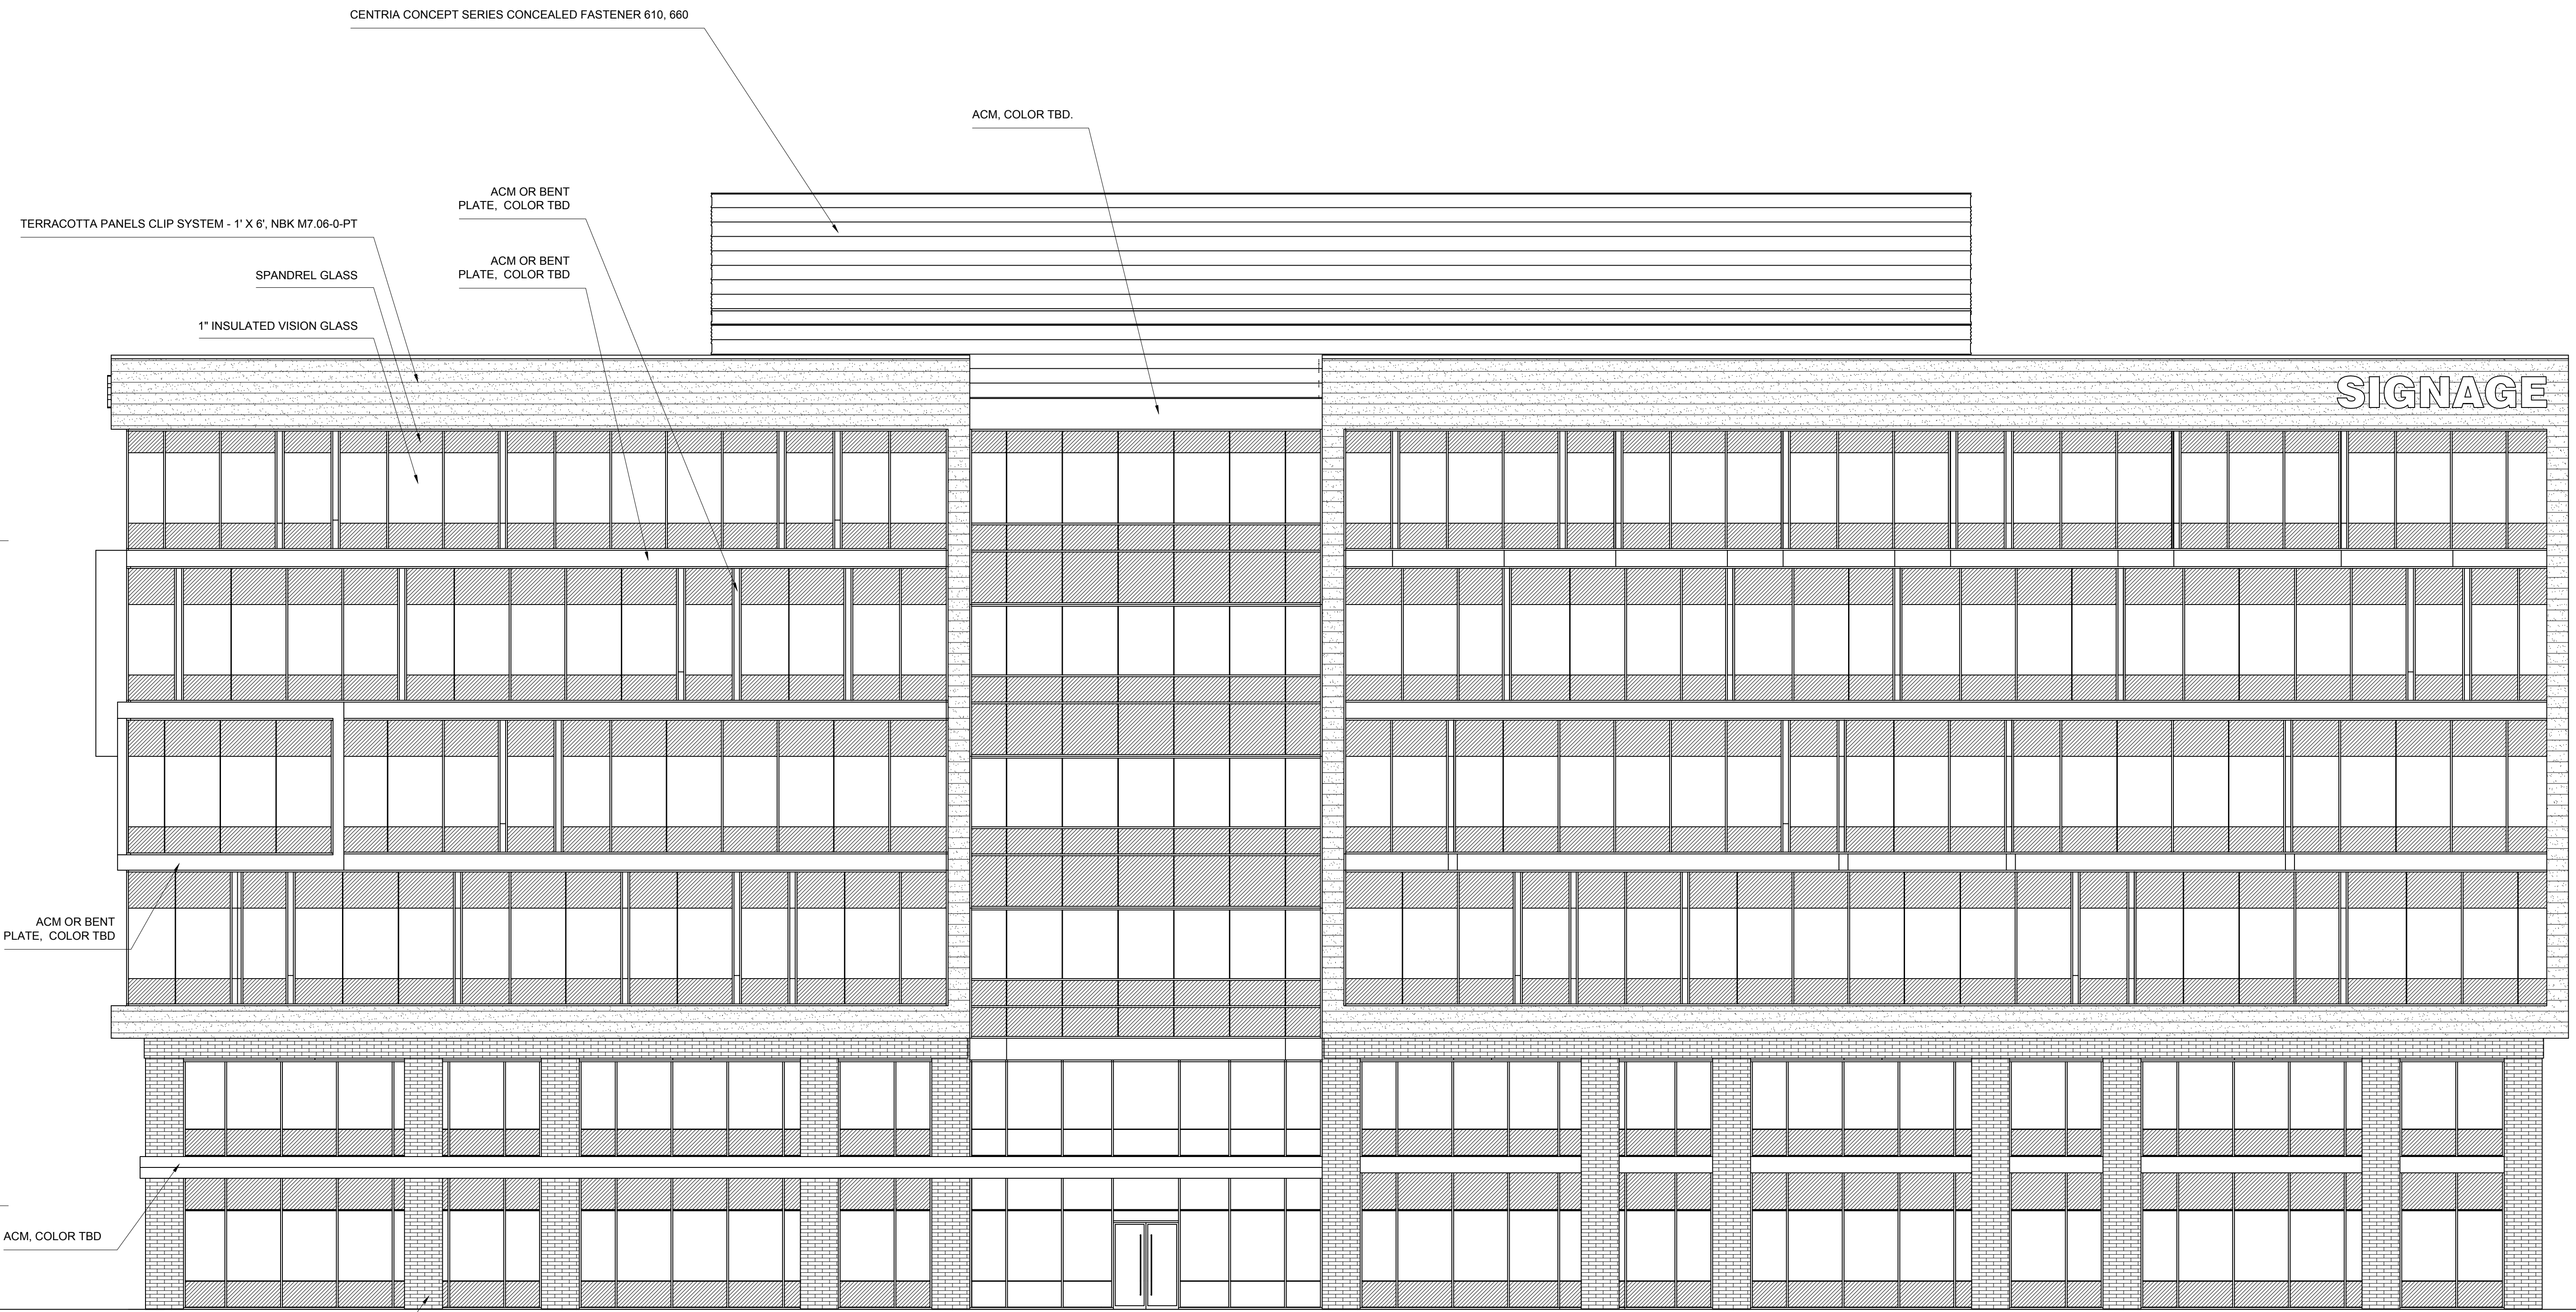 CENTRIA CONCEPT SERIES CONCEALED FASTENER 610, 660
ACM, COLOR TBD.
ACM OR BENT
PLATE, COLOR TBD
TERRACOTTA PANELS CLIP SYSTEM - 1' X 6', NBK M7.06-0-PT
ACM OR BENT
PLATE, COLOR TBD
SPANDREL GLASS
1" INSULATED VISION GLASS
SIGNAGE
ACM OR BENT
PLATE, COLOR TBD
ACM, COLOR TBD